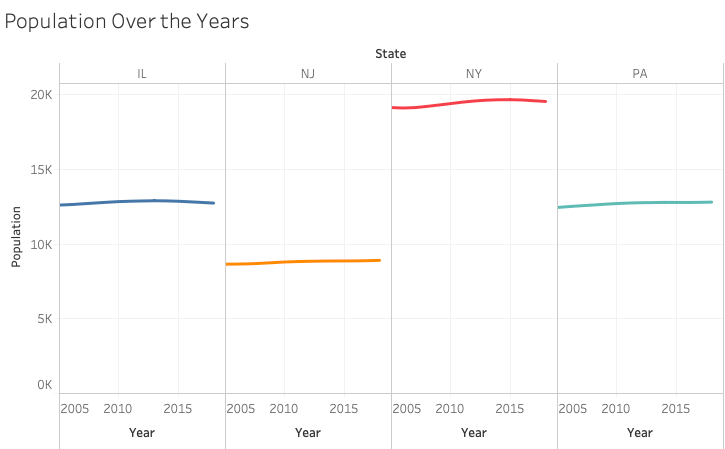 Population Over the Years
State
IL NJ NY PA
20K
15K
10K
5K
0K
Population
2005 2010 2015 2005 2010 2015 2005 2010 2015 2005 2010 2015
Year Year Year Year